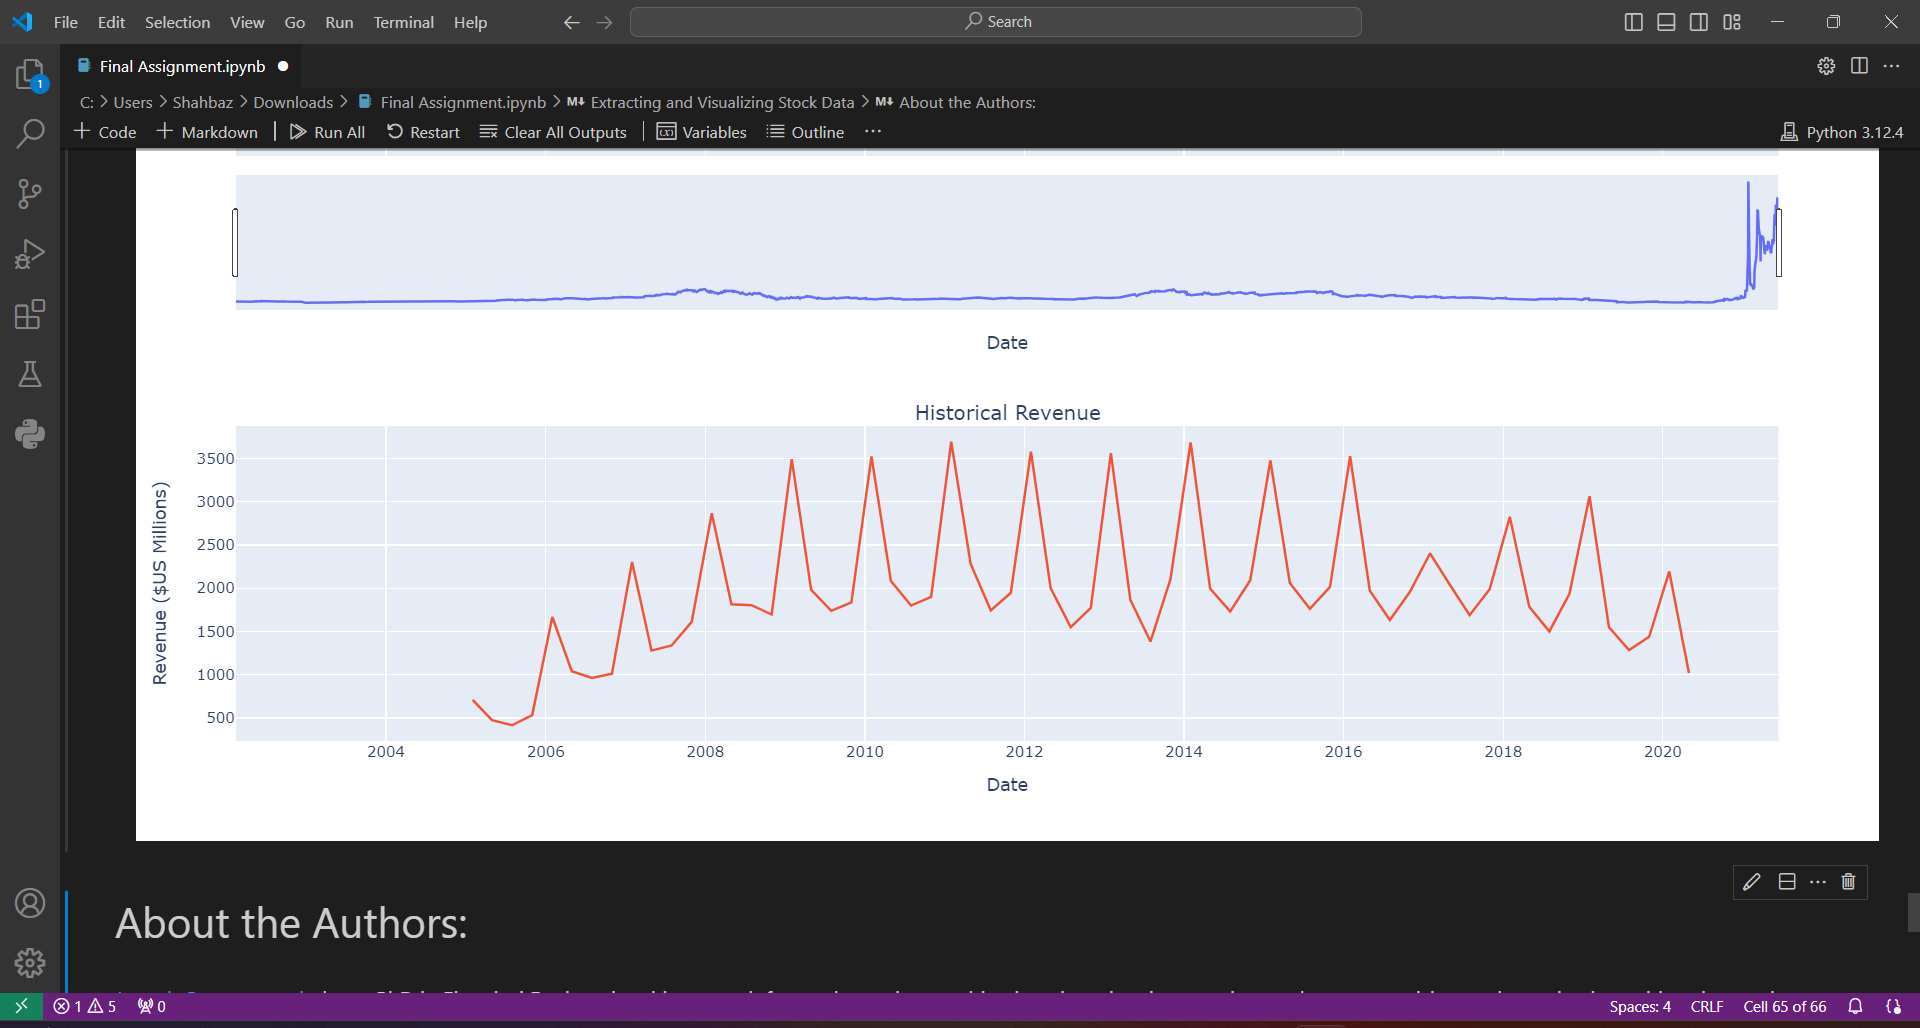 File Edit Selection View Go Run Terminal Help
Search
Final Assignment.ipynb
1
C: > Users > Shahbaz > Downloads > Final Assignment.ipynb > M↓ Extracting and Visualizing Stock Data > M↓ About the Authors:
+ Code + Markdown | Run All Restart Clear All Outputs | Variables Outline ...
Python 3.12.4
Date
Historical Revenue
Revenue ($US Millions)
3500
3000
2500
2000
1500
1000
500
2004 2006 2008 2010 2012 2014 2016 2018 2020
Date
About the Authors:
1 5 0
Spaces: 4 CRLF Cell 65 of 66